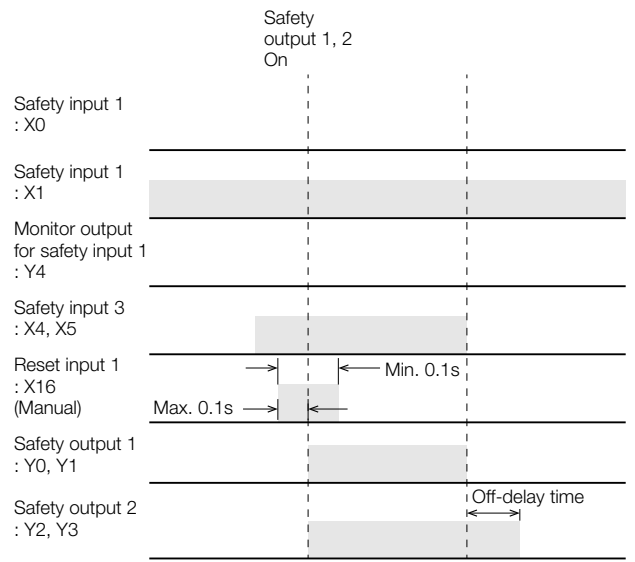 Safety
output 1, 2
On
Safety input 1
: X0
Safety input 1
: X1
Monitor output
for safety input 1
: Y4
Safety input 3
: X4, X5
Reset input 1
: X16
(Manual)
Min. 0.1s
Max. 0.1s
Safety output 1
: Y0, Y1
Safety output 2
: Y2, Y3
Off-delay time